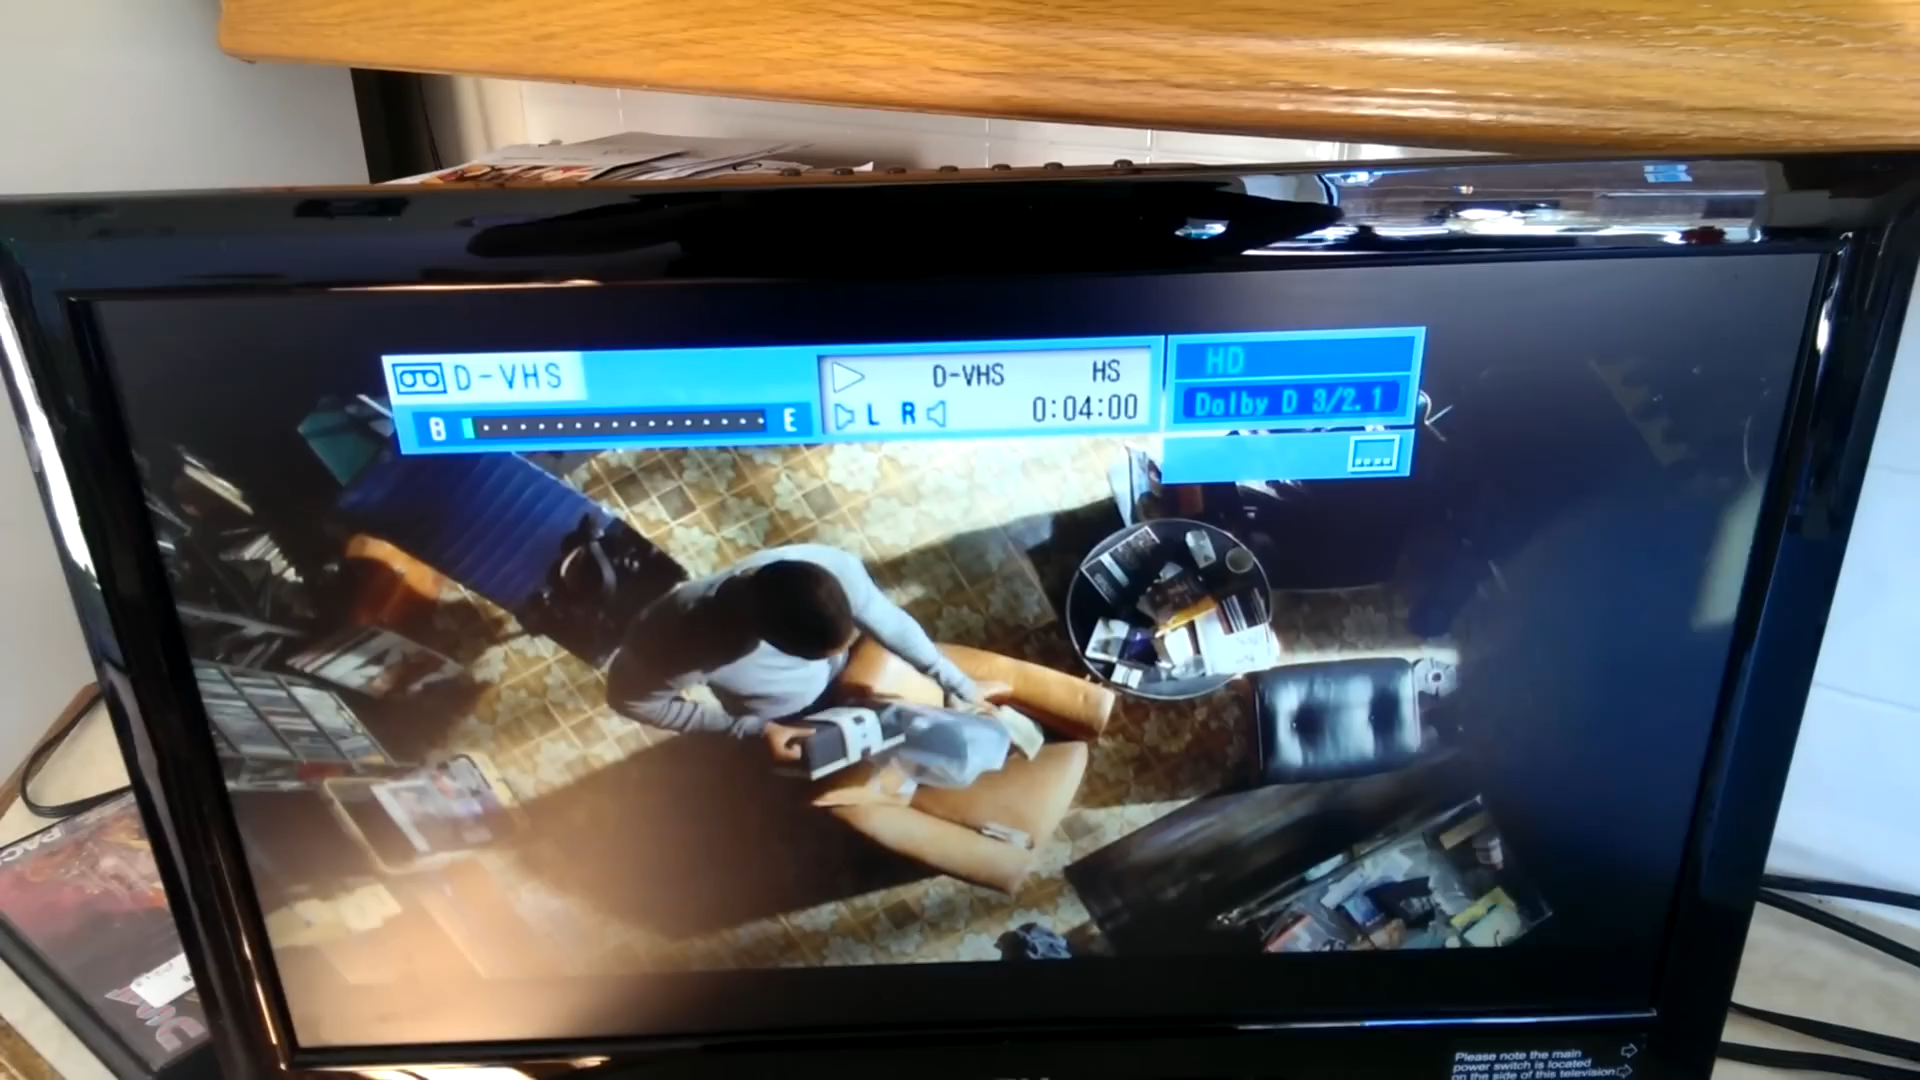 D-VHS
B E
D-VHS HS
L R 0:04:00
HD
Dolby D 3/2.1
PAC
Please note the main
power switch is located
on the side of this television